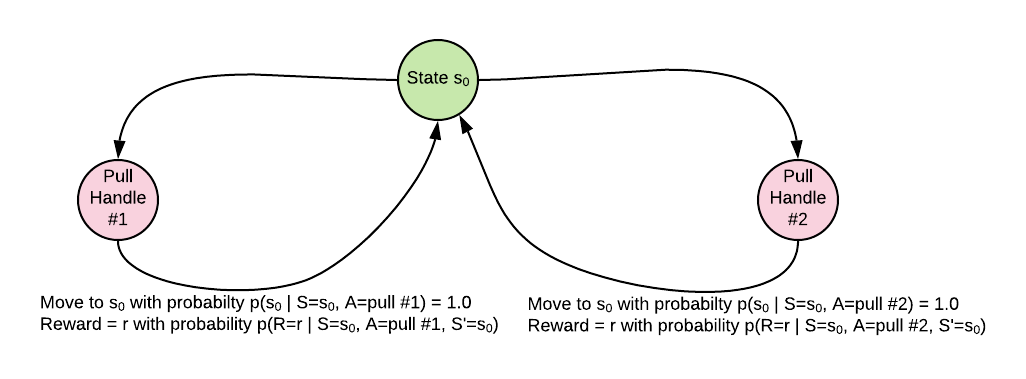 State s₀
Pull
Handle
#1
Pull
Handle
#2
Move to s₀ with probabilty p(s₀ | S=s₀, A=pull #1) = 1.0
Reward = r with probability p(R=r | S=s₀, A=pull #1, S'=s₀)
Move to s₀ with probabilty p(s₀ | S=s₀, A=pull #2) = 1.0
Reward = r with probability p(R=r | S=s₀, A=pull #2, S'=s₀)